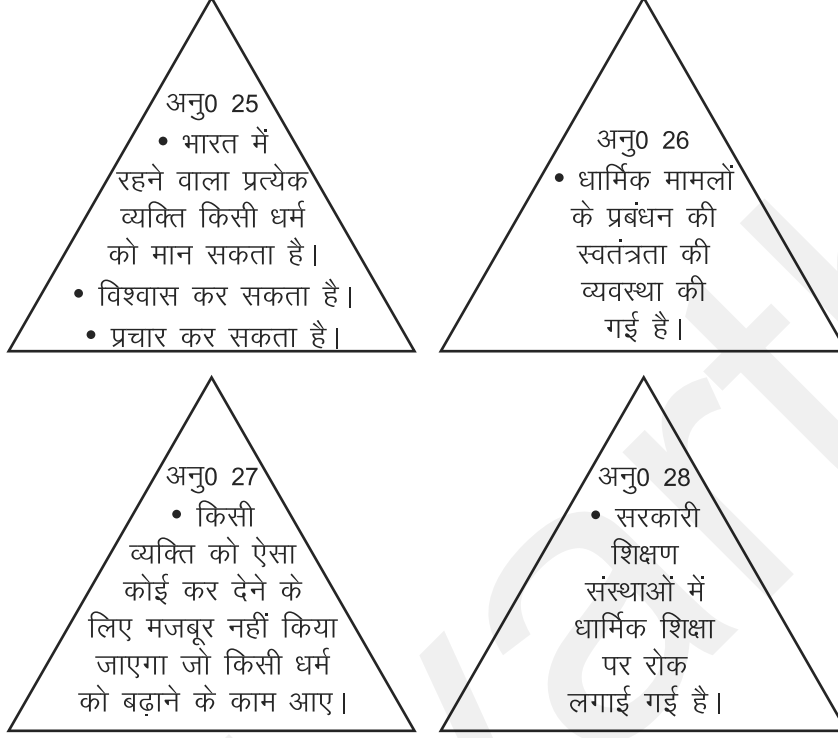 अनु0 25
• भारत में
रहने वाला प्रत्येक
व्यक्ति किसी धर्म
को मान सकता है।
• विश्वास कर सकता है।
• प्रचार कर सकता है।
अनु0 26
• धार्मिक मामलों
के प्रबंधन की
स्वतंत्रता की
व्यवस्था की
गई है।
अनु0 27
• किसी
व्यक्ति को ऐसा
कोई कर देने के
लिए मजबूर नहीं किया
जाएगा जो किसी धर्म
को बढ़ाने के काम आए।
अनु0 28
• सरकारी
शिक्षण
संस्थाओं में
धार्मिक शिक्षा
पर रोक
लगाई गई है।